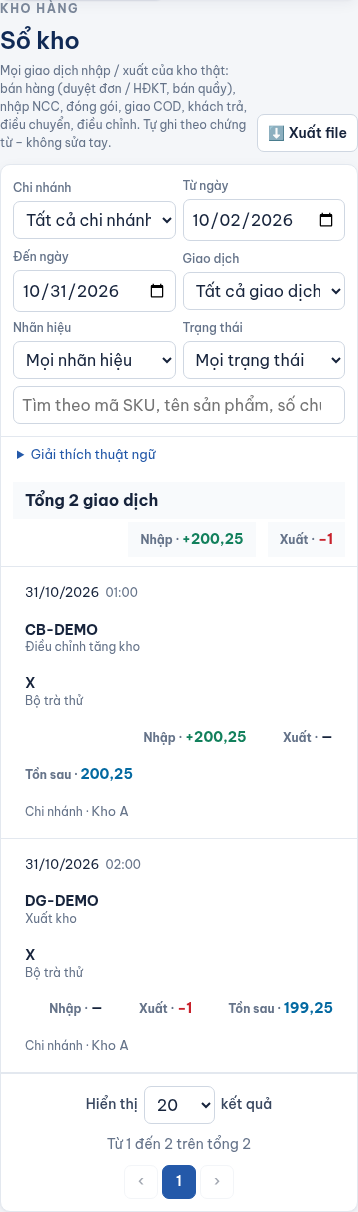 KHO HÀNG
Sổ kho
Mọi giao dịch nhập / xuất của kho thật:
bán hàng (duyệt đơn / HĐKT, bán quầy),
nhập NCC, đóng gói, giao COD, khách trả,
điều chuyển, điều chỉnh. Tự ghi theo chứng
từ – không sửa tay.
⬇️ Xuất file
Chi nhánh
Từ ngày
Tất cả chi nhánh
10/02/2026
Đến ngày
Giao dịch
10/31/2026
Tất cả giao dịch
Nhãn hiệu
Trạng thái
Mọi nhãn hiệu
Mọi trạng thái
Tìm theo mã SKU, tên sản phẩm, số chứ
▶ Giải thích thuật ngữ
Tổng 2 giao dịch
Nhập · +200,25 Xuất · −1
31/10/2026 01:00
CB-DEMO
Điều chỉnh tăng kho
X
Bộ trà thử
Nhập · +200,25 Xuất · —
Tồn sau · 200,25
Chi nhánh · Kho A
31/10/2026 02:00
DG-DEMO
Xuất kho
X
Bộ trà thử
Nhập · — Xuất · −1 Tồn sau · 199,25
Chi nhánh · Kho A
Hiển thị 20 kết quả
Từ 1 đến 2 trên tổng 2
‹ 1 ›